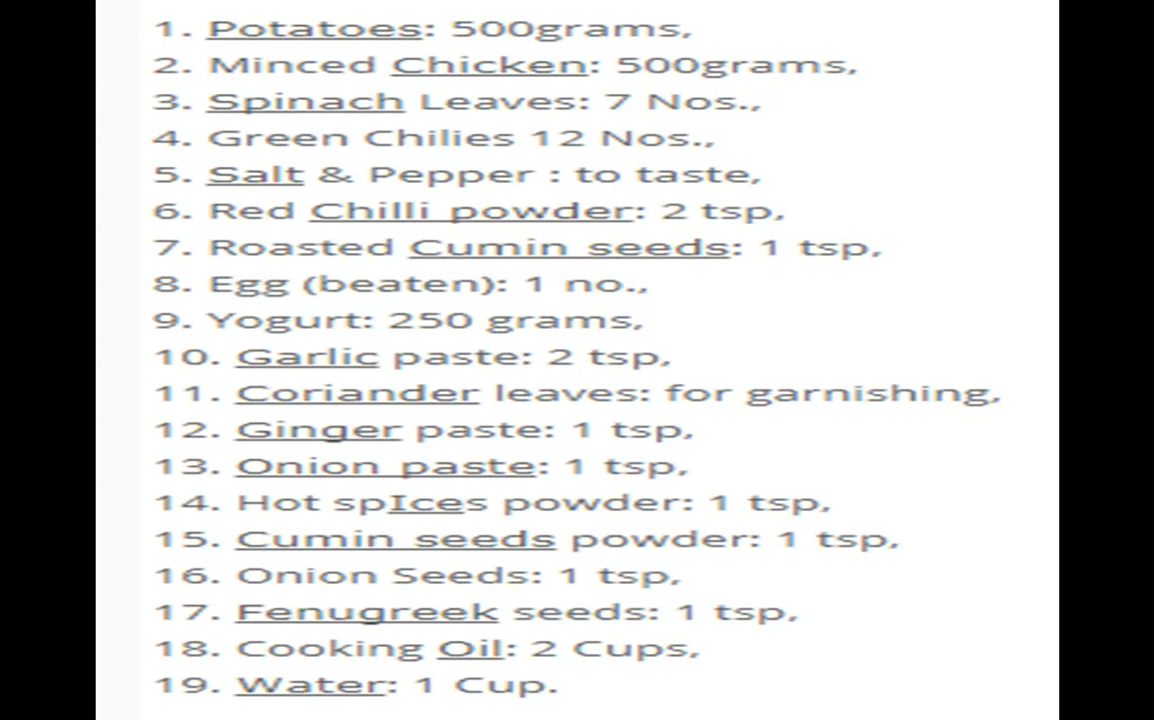 1. Potatoes: 500grams,
2. Minced Chicken: 500grams,
3. Spinach Leaves: 7 Nos.,
4. Green Chilies 12 Nos.,
5. Salt & Pepper : to taste,
6. Red Chilli powder: 2 tsp,
7. Roasted Cumin seeds: 1 tsp,
8. Egg (beaten): 1 no.,
9. Yogurt: 250 grams,
10. Garlic paste: 2 tsp,
11. Coriander leaves: for garnishing,
12. Ginger paste: 1 tsp,
13. Onion paste: 1 tsp,
14. Hot spIces powder: 1 tsp,
15. Cumin seeds powder: 1 tsp,
16. Onion Seeds: 1 tsp,
17. Fenugreek seeds: 1 tsp,
18. Cooking Oil: 2 Cups,
19. Water: 1 Cup.